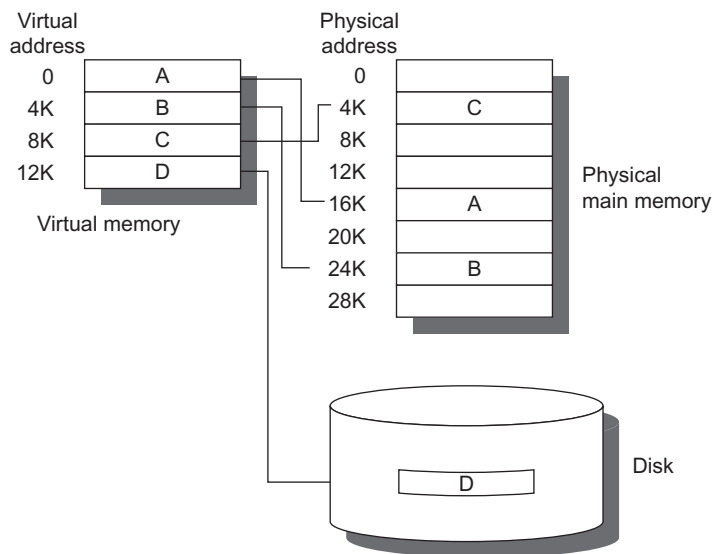 Virtual
address
0
4K
8K
12K
A
B
C
D
Virtual memory
Physical
address
0
4K
8K
12K
16K
20K
24K
28K
C
A
B
Physical
main memory
D
Disk